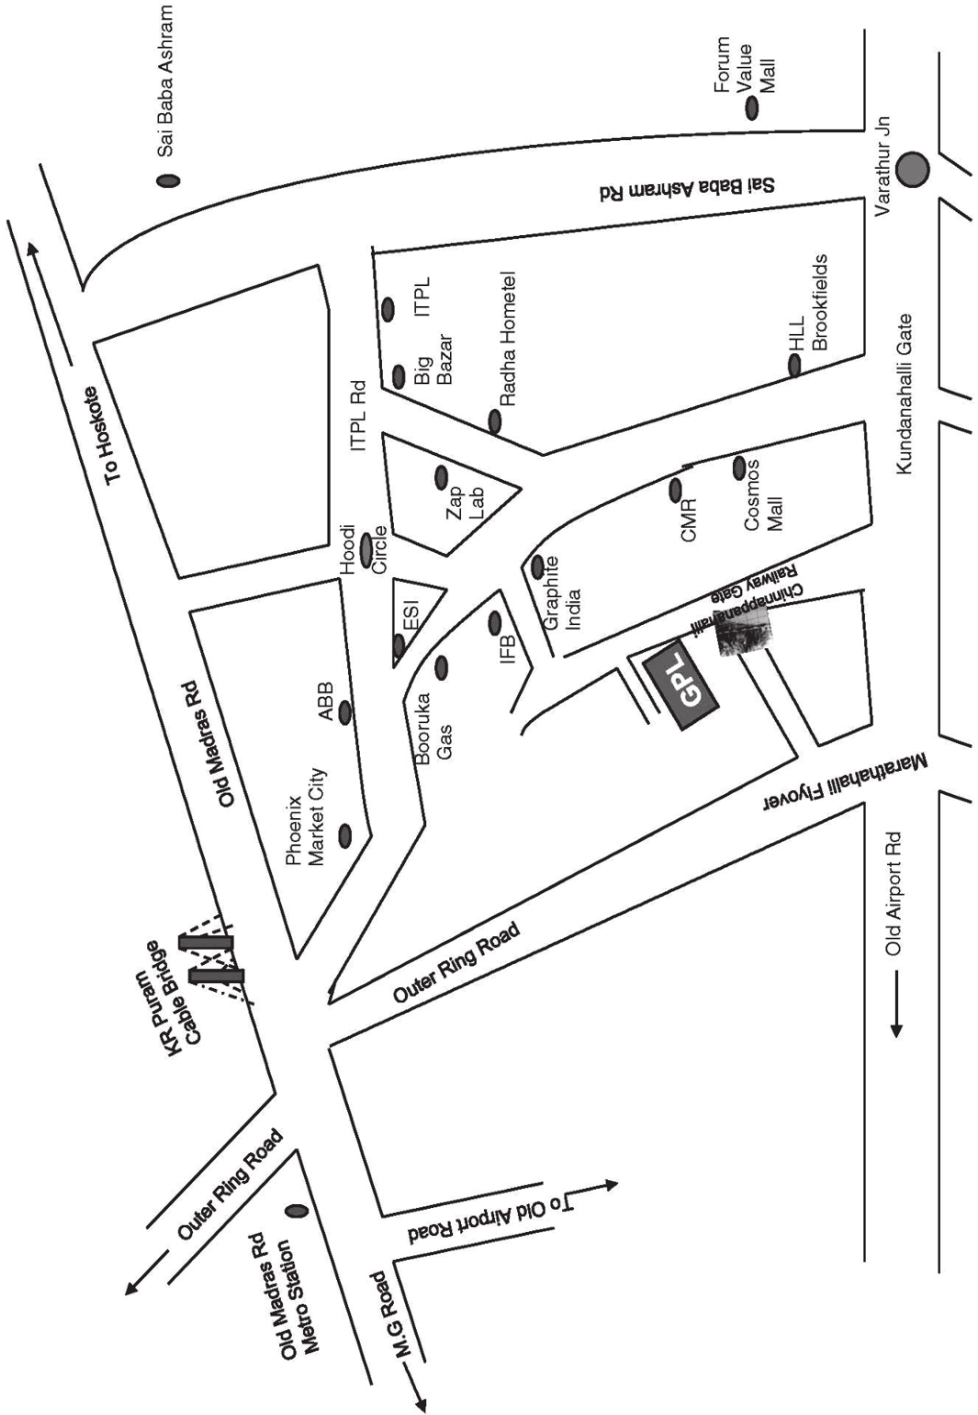 Sai Baba Ashram
Forum
Value
Mall
Varathur Jn
Sai Baba Ashram Rd
To Hoskote
ITPL
Big
Bazar
Radha Hometel
HLL
Brookfields
Kundanahalli Gate
ITPL Rd
Zap
Lab
Hoodi
Circle
CMR
Cosmos
Mall
ESI
Graphite
India
IFB
Chinnappanahalli
Railway Gate
GPL
Old Madras Rd
ABB
Booruka
Gas
Phoenix
Market City
Marathahalli Flyover
KR Puram
Cable Bridge
Outer Ring Road
Old Airport Rd
Outer Ring Road
Old Madras Rd
Metro Station
To Old Airport Road
M.G Road